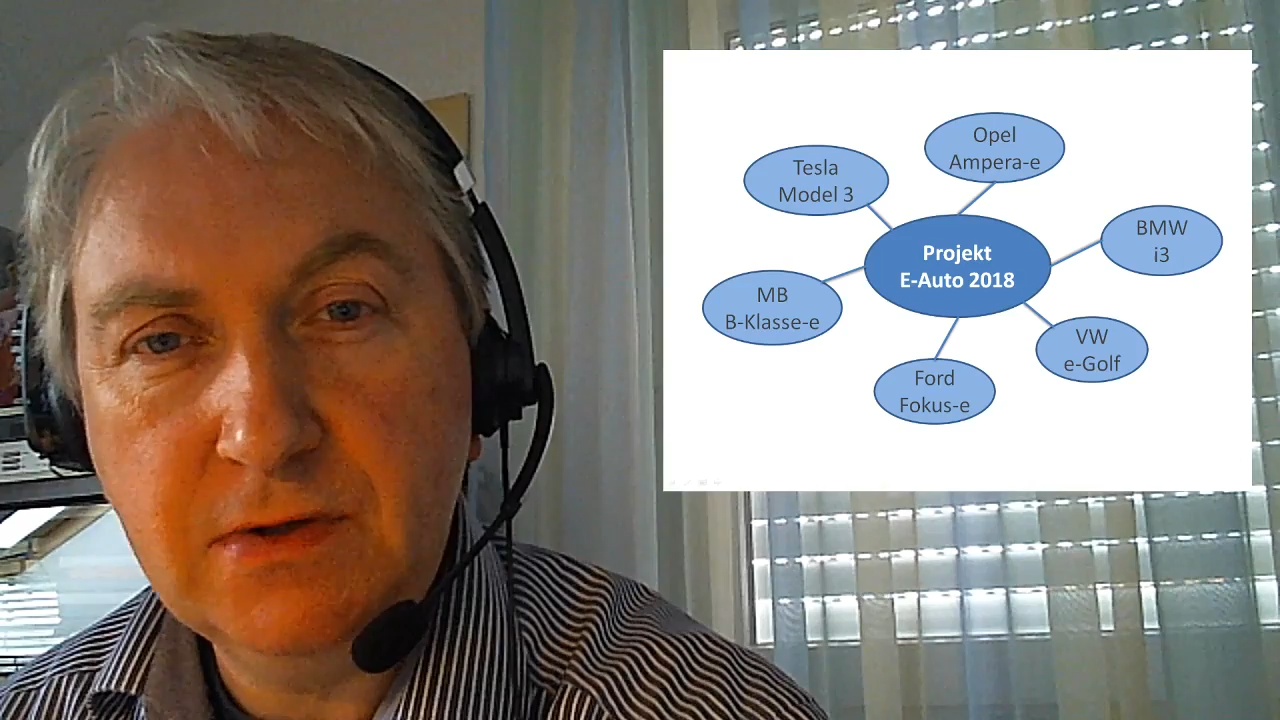 Opel
Ampera-e
Tesla
Model 3
BMW
i3
Projekt
E-Auto 2018
MB
B-Klasse-e
VW
e-Golf
Ford
Fokus-e